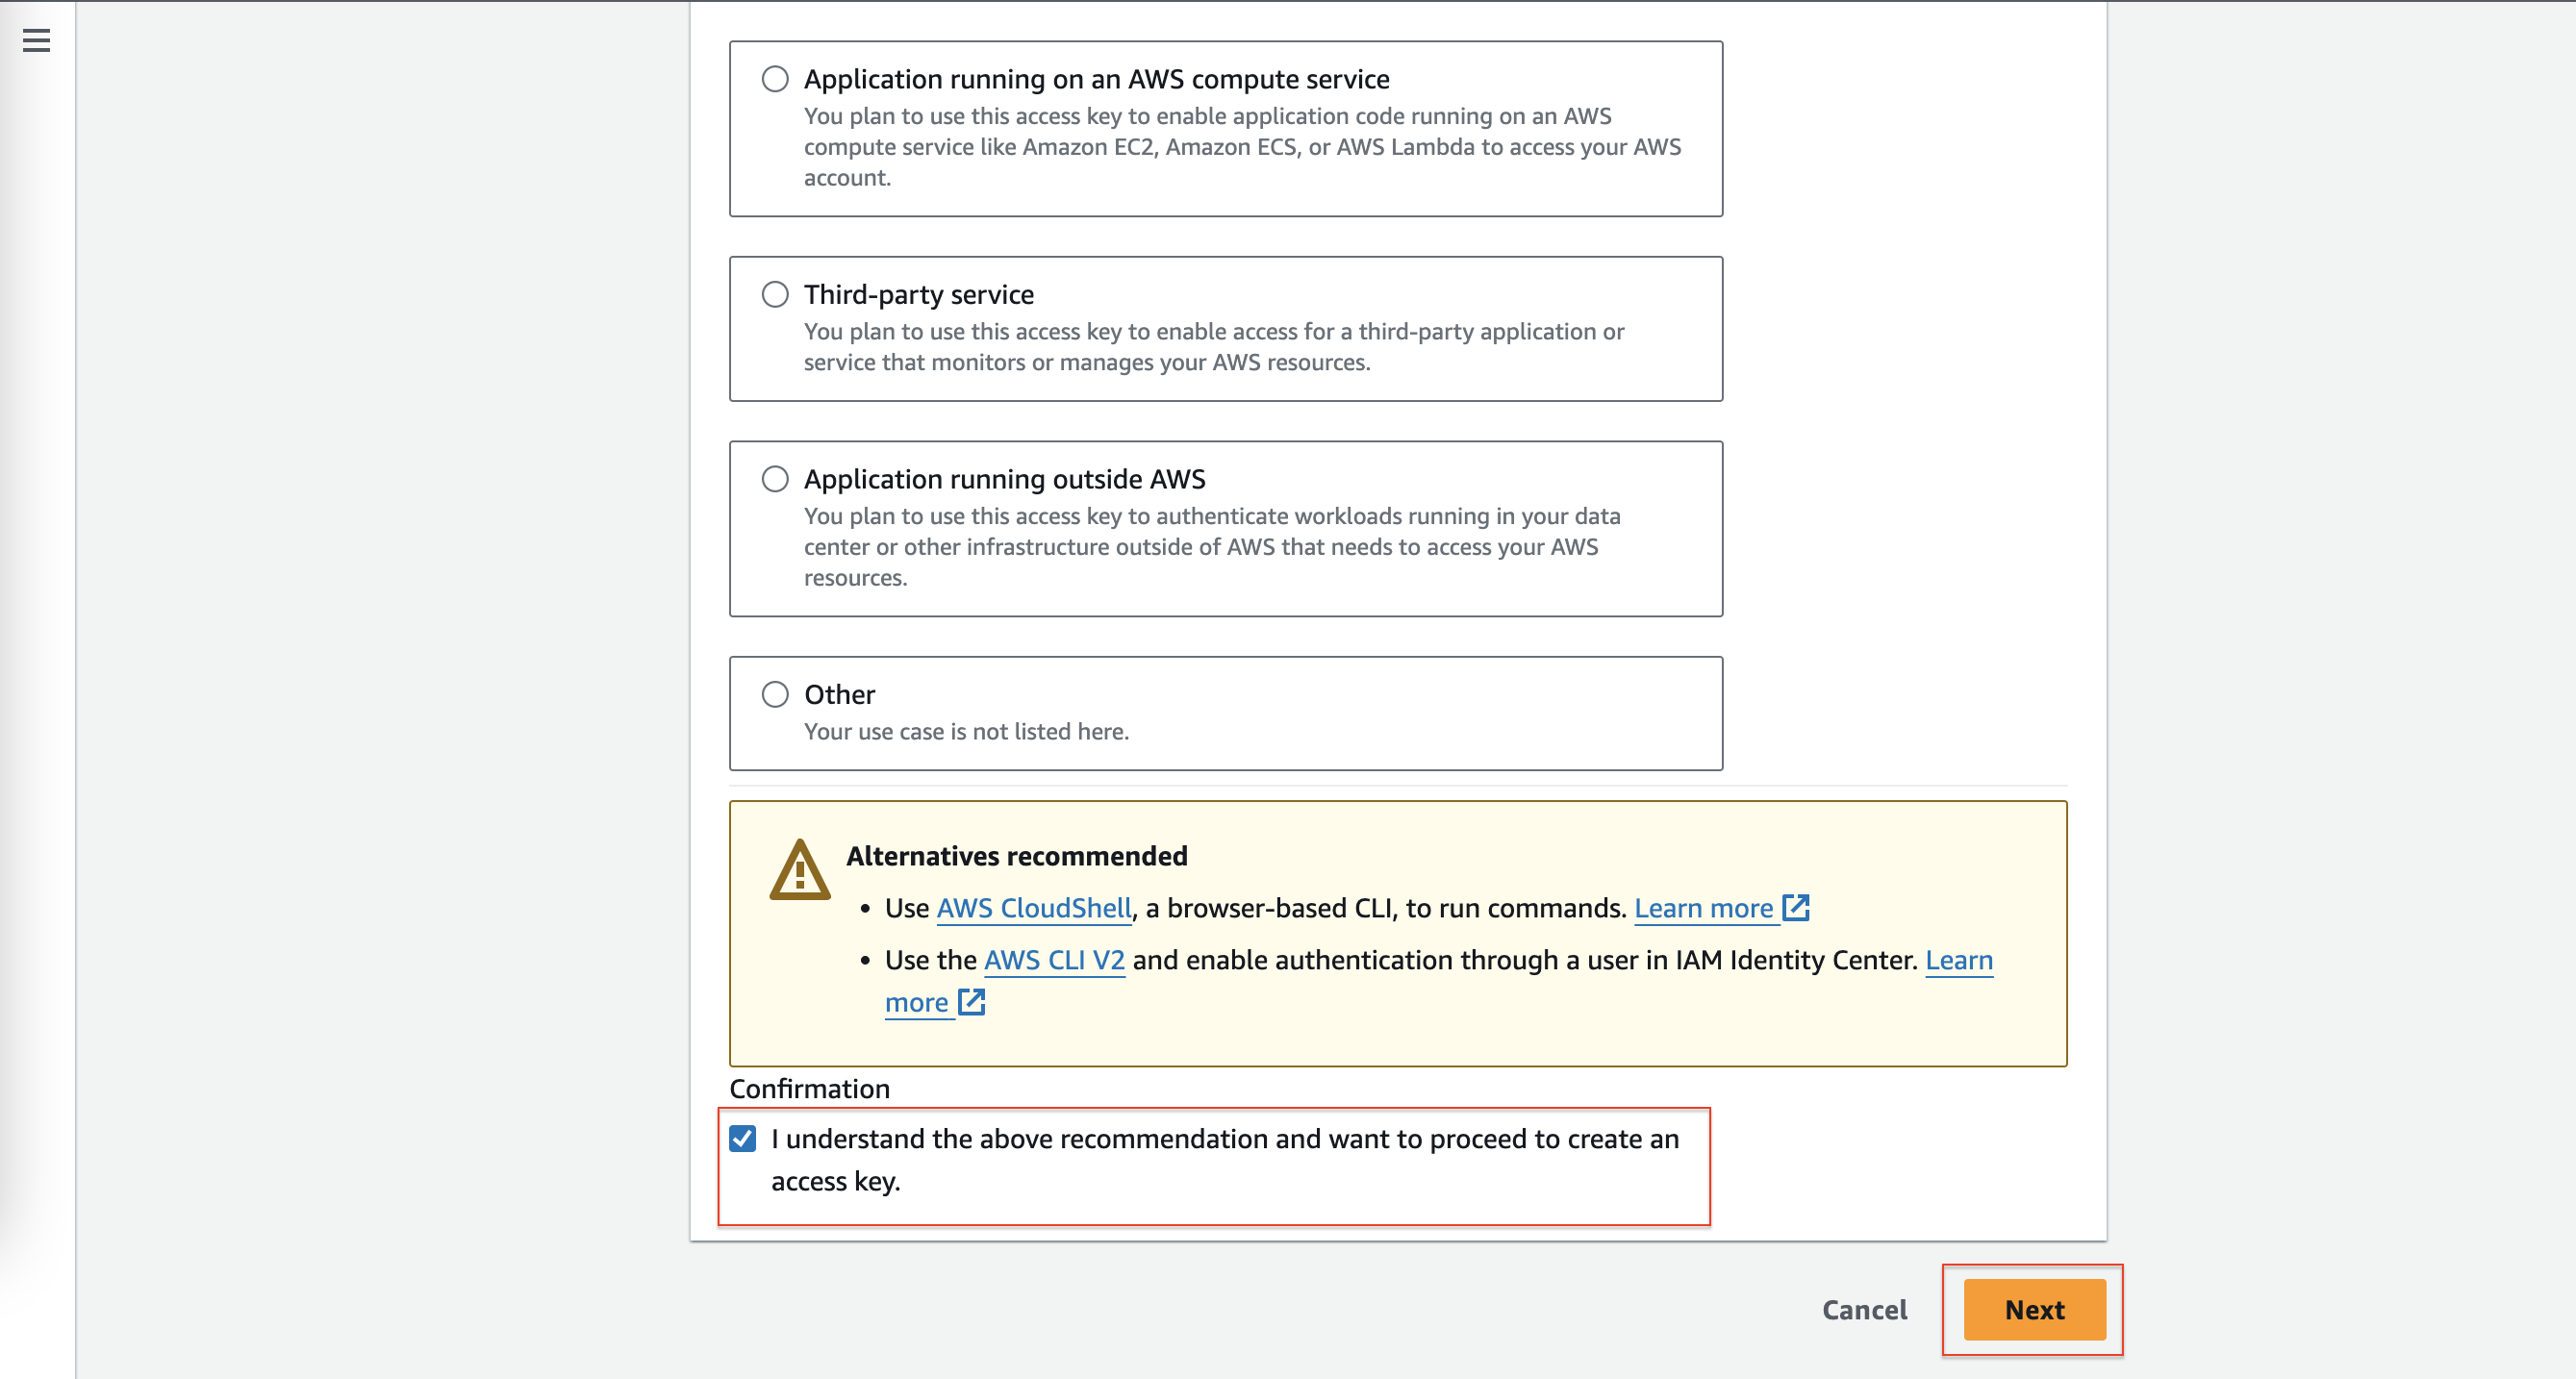 Application running on an AWS compute service
You plan to use this access key to enable application code running on an AWS
compute service like Amazon EC2, Amazon ECS, or AWS Lambda to access your AWS
account.
Third-party service
You plan to use this access key to enable access for a third-party application or
service that monitors or manages your AWS resources.
Application running outside AWS
You plan to use this access key to authenticate workloads running in your data
center or other infrastructure outside of AWS that needs to access your AWS
resources.
Other
Your use case is not listed here.
Alternatives recommended
• Use AWS CloudShell, a browser-based CLI, to run commands. Learn more
• Use the AWS CLI V2 and enable authentication through a user in IAM Identity Center. Learn
more
Confirmation
I understand the above recommendation and want to proceed to create an
access key.
Cancel
Next